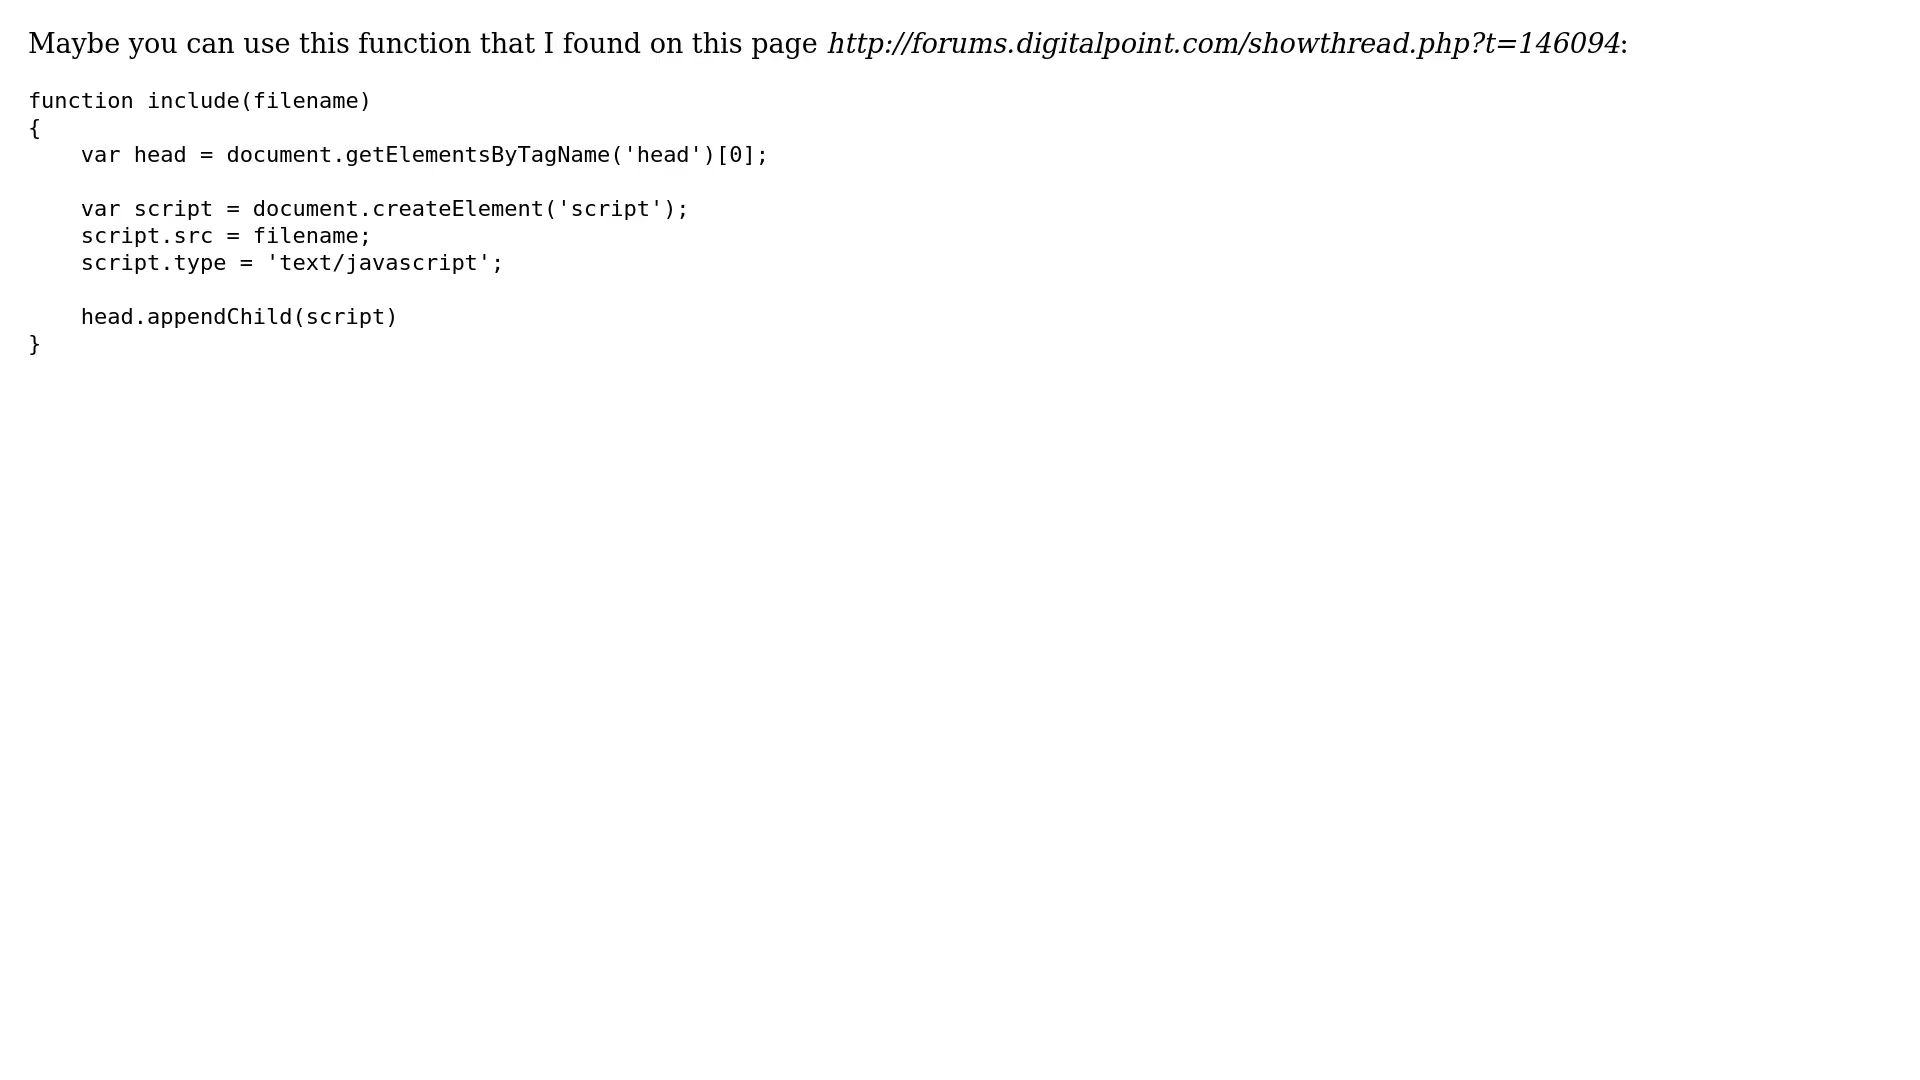 Maybe you can use this function that I found on this page http://forums.digitalpoint.com/showthread.php?t=146094:
function include(filename)
{
    var head = document.getElementsByTagName('head')[0];
    var script = document.createElement('script');
    script.src = filename;
    script.type = 'text/javascript';
    head.appendChild(script)
}